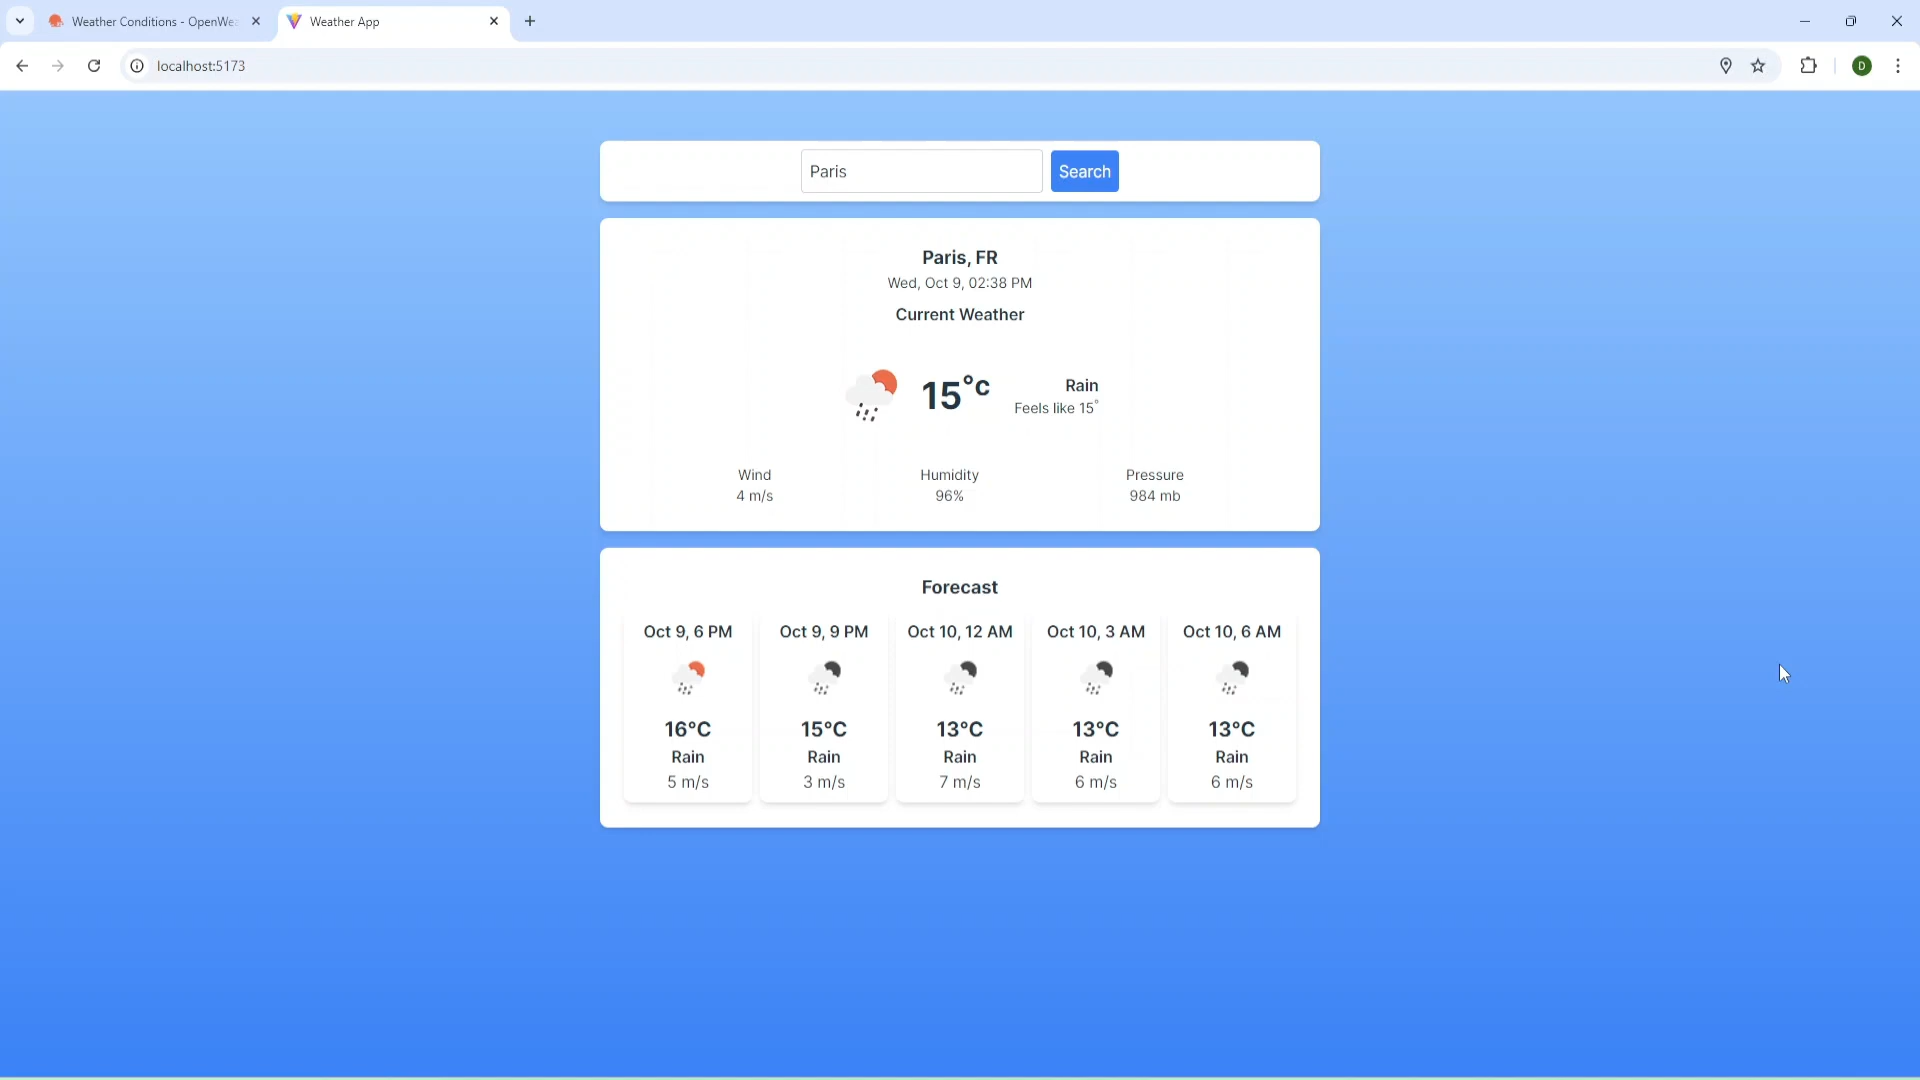 Weather Conditions - OpenWe
Weather App
localhost:5173
D
Paris
Search
Paris, FR
Wed, Oct 9, 02:38 PM
Current Weather
15°c
Rain
Feels like 15°
Wind
Humidity
Pressure
4 m/s
96%
984 mb
Forecast
Oct 9, 6 PM
Oct 9, 9 PM
Oct 10, 12 AM
Oct 10, 3 AM
Oct 10, 6 AM
16°C
15°C
13°C
13°C
13°C
Rain
Rain
Rain
Rain
Rain
5 m/s
3 m/s
7 m/s
6 m/s
6 m/s